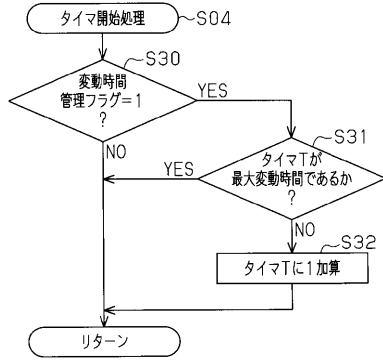 タイマ開始処理
S04
S30
変動時間
管理フラグ=1
?
YES
NO
S31
タイマTが
最大変動時間であるか
?
YES
NO
S32
タイマTに1加算
リターン